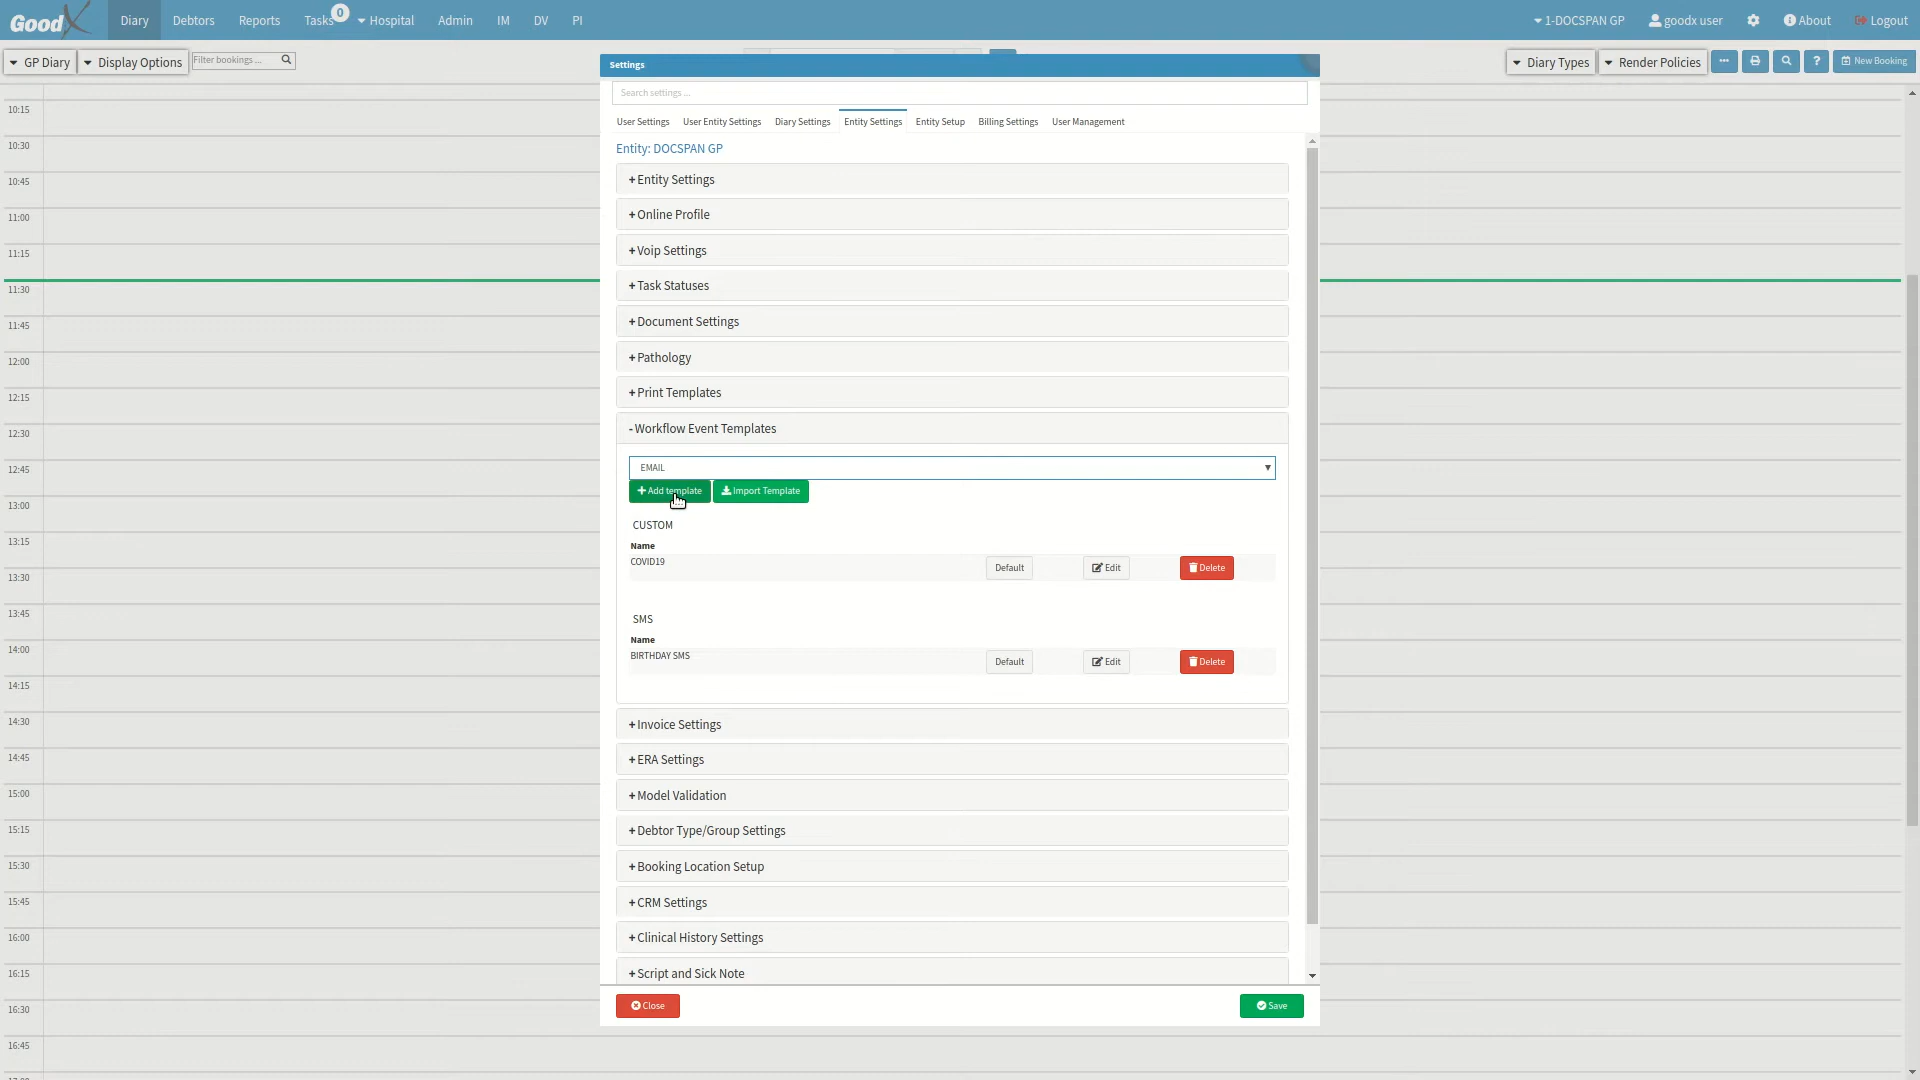 GoodX
Diary
Debtors
Reports
Tasks
0
Hospital
Admin
IM
DV
PI
1-DOCSPAN GP
goodx user
About
Logout
GP Diary
Display Options
Filter bookings ...
Diary Types
Render Policies
?
New Booking
Settings
Search settings ...
User Settings
User Entity Settings
Diary Settings
Entity Settings
Entity Setup
Billing Settings
User Management
Entity: DOCSPAN GP
+Entity Settings
+Online Profile
+Voip Settings
+Task Statuses
+Document Settings
+Pathology
+Print Templates
-Workflow Event Templates
EMAIL
+ Add template
Import Template
CUSTOM
Name
COVID19
Default
Edit
Delete
SMS
Name
BIRTHDAY SMS
Default
Edit
Delete
+Invoice Settings
+ERA Settings
+Model Validation
+Debtor Type/Group Settings
+Booking Location Setup
+CRM Settings
+Clinical History Settings
+Script and Sick Note
Close
Save
10:15
10:30
10:45
11:00
11:15
11:30
11:45
12:00
12:15
12:30
12:45
13:00
13:15
13:30
13:45
14:00
14:15
14:30
14:45
15:00
15:15
15:30
15:45
16:00
16:15
16:30
16:45